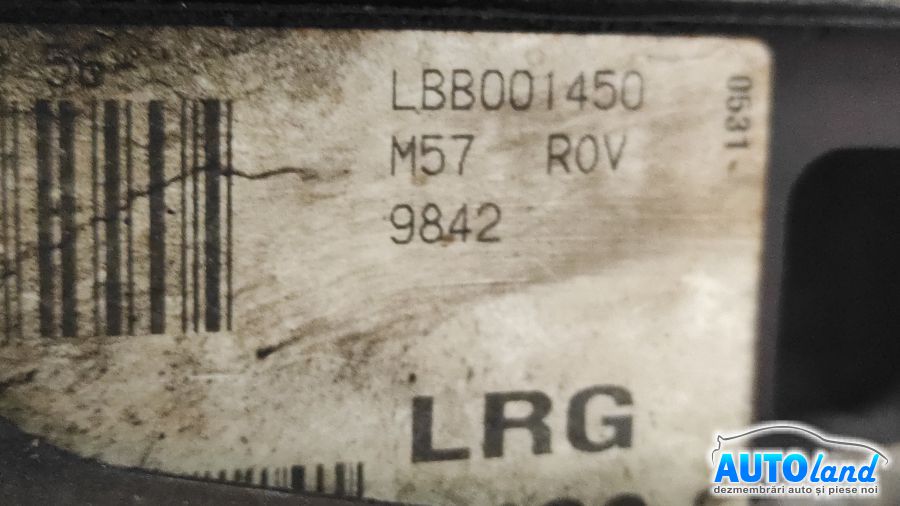 LBB001450
M57 ROV
9842
0531.
LRG
AUTOland
dezmembrări auto și piese noi